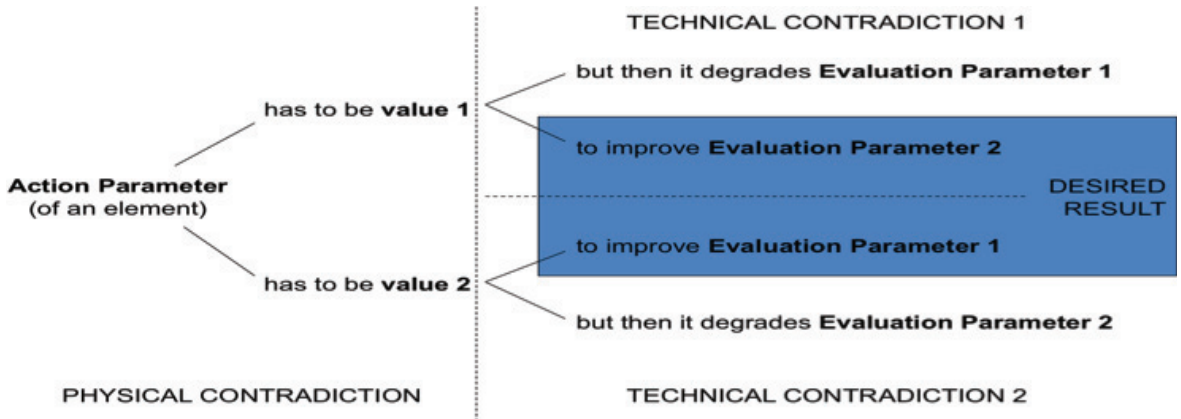 TECHNICAL CONTRADICTION 1
but then it degrades Evaluation Parameter 1
has to be value 1
to improve Evaluation Parameter 2
Action Parameter
(of an element)
DESIRED
RESULT
to improve Evaluation Parameter 1
has to be value 2
but then it degrades Evaluation Parameter 2
PHYSICAL CONTRADICTION
TECHNICAL CONTRADICTION 2